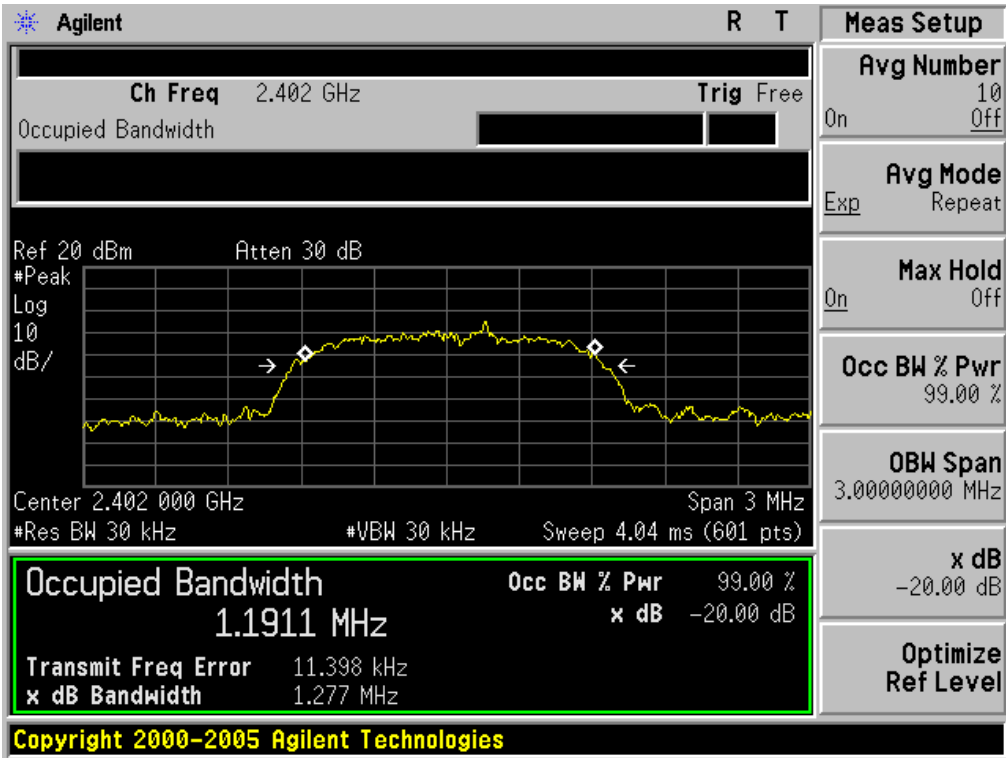 Agilent R T Meas Setup
Ch Freq 2.402 GHz Trig Free
Occupied Bandwidth
Avg Number
10
On Off
Avg Mode
Exp Repeat
Max Hold
On Off
Occ BW % Pwr
99.00 %
OBW Span
3.00000000 MHz
x dB
-20.00 dB
Optimize
Ref Level
Ref 20 dBm Atten 30 dB
#Peak
Log
10
dB/
Center 2.402 000 GHz Span 3 MHz
#Res BW 30 kHz #VBW 30 kHz Sweep 4.04 ms (601 pts)
Occupied Bandwidth Occ BW % Pwr 99.00 %
1.1911 MHz x dB -20.00 dB
Transmit Freq Error 11.398 kHz
x dB Bandwidth 1.277 MHz
Copyright 2000-2005 Agilent Technologies